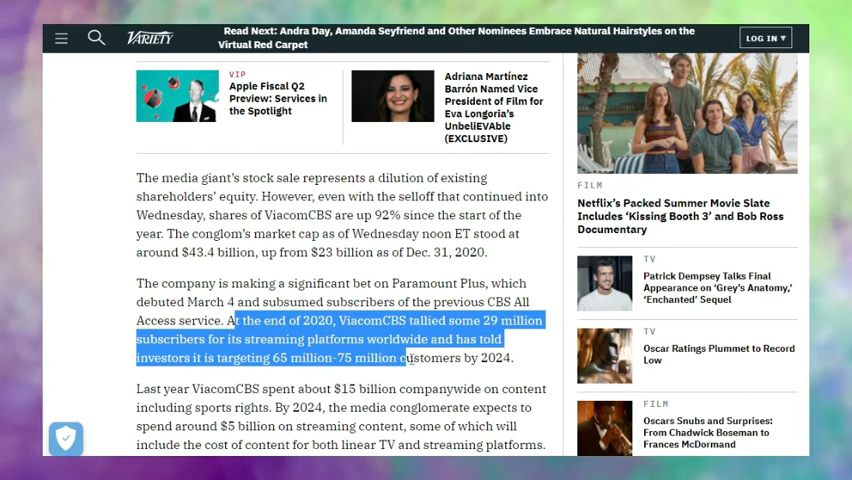 VARIETY
Read Next: Andra Day, Amanda Seyfried and Other Nominees Embrace Natural Hairstyles on the
Virtual Red Carpet
LOG IN ▾
VIP
Apple Fiscal Q2
Preview: Services in
the Spotlight
Adriana Martínez
Barrón Named Vice
President of Film for
Eva Longoria's
UnbeliEVAble
(EXCLUSIVE)
The media giant's stock sale represents a dilution of existing
shareholders' equity. However, even with the selloff that continued into
Wednesday, shares of ViacomCBS are up 92% since the start of the
year. The conglom's market cap as of Wednesday noon ET stood at
around $43.4 billion, up from $23 billion as of Dec. 31, 2020.
The company is making a significant bet on Paramount Plus, which
debuted March 4 and subsumed subscribers of the previous CBS All
Access service. At the end of 2020, ViacomCBS tallied some 29 million
subscribers for its streaming platforms worldwide and has told
investors it is targeting 65 million-75 million customers by 2024.
Last year ViacomCBS spent about $15 billion companywide on content
including sports rights. By 2024, the media conglomerate expects to
spend around $5 billion on streaming content, some of which will
include the cost of content for both linear TV and streaming platforms.
FILM
Netflix's Packed Summer Movie Slate
Includes 'Kissing Booth 3' and Bob Ross
Documentary
TV
Patrick Dempsey Talks Final
Appearance on 'Grey's Anatomy,'
'Enchanted' Sequel
TV
Oscar Ratings Plummet to Record
Low
FILM
Oscars Snubs and Surprises:
From Chadwick Boseman to
Frances McDormand